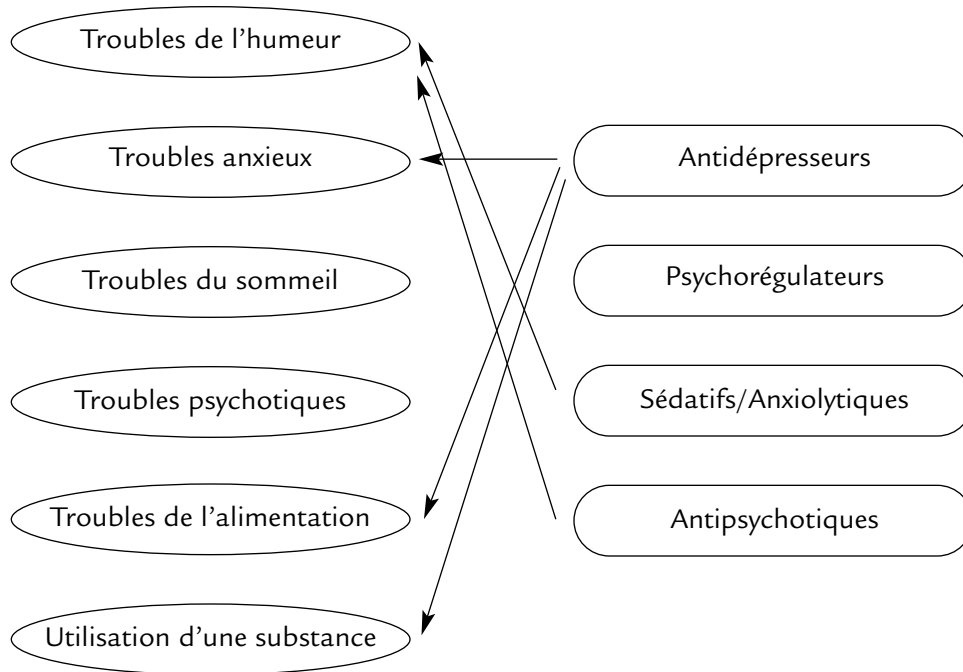 Troubles de l’humeur
Troubles anxieux
Troubles du sommeil
Troubles psychotiques
Troubles de l’alimentation
Utilisation d’une substance
Antidépresseurs
Psychorégulateurs
Sédatifs/Anxiolytiques
Antipsychotiques